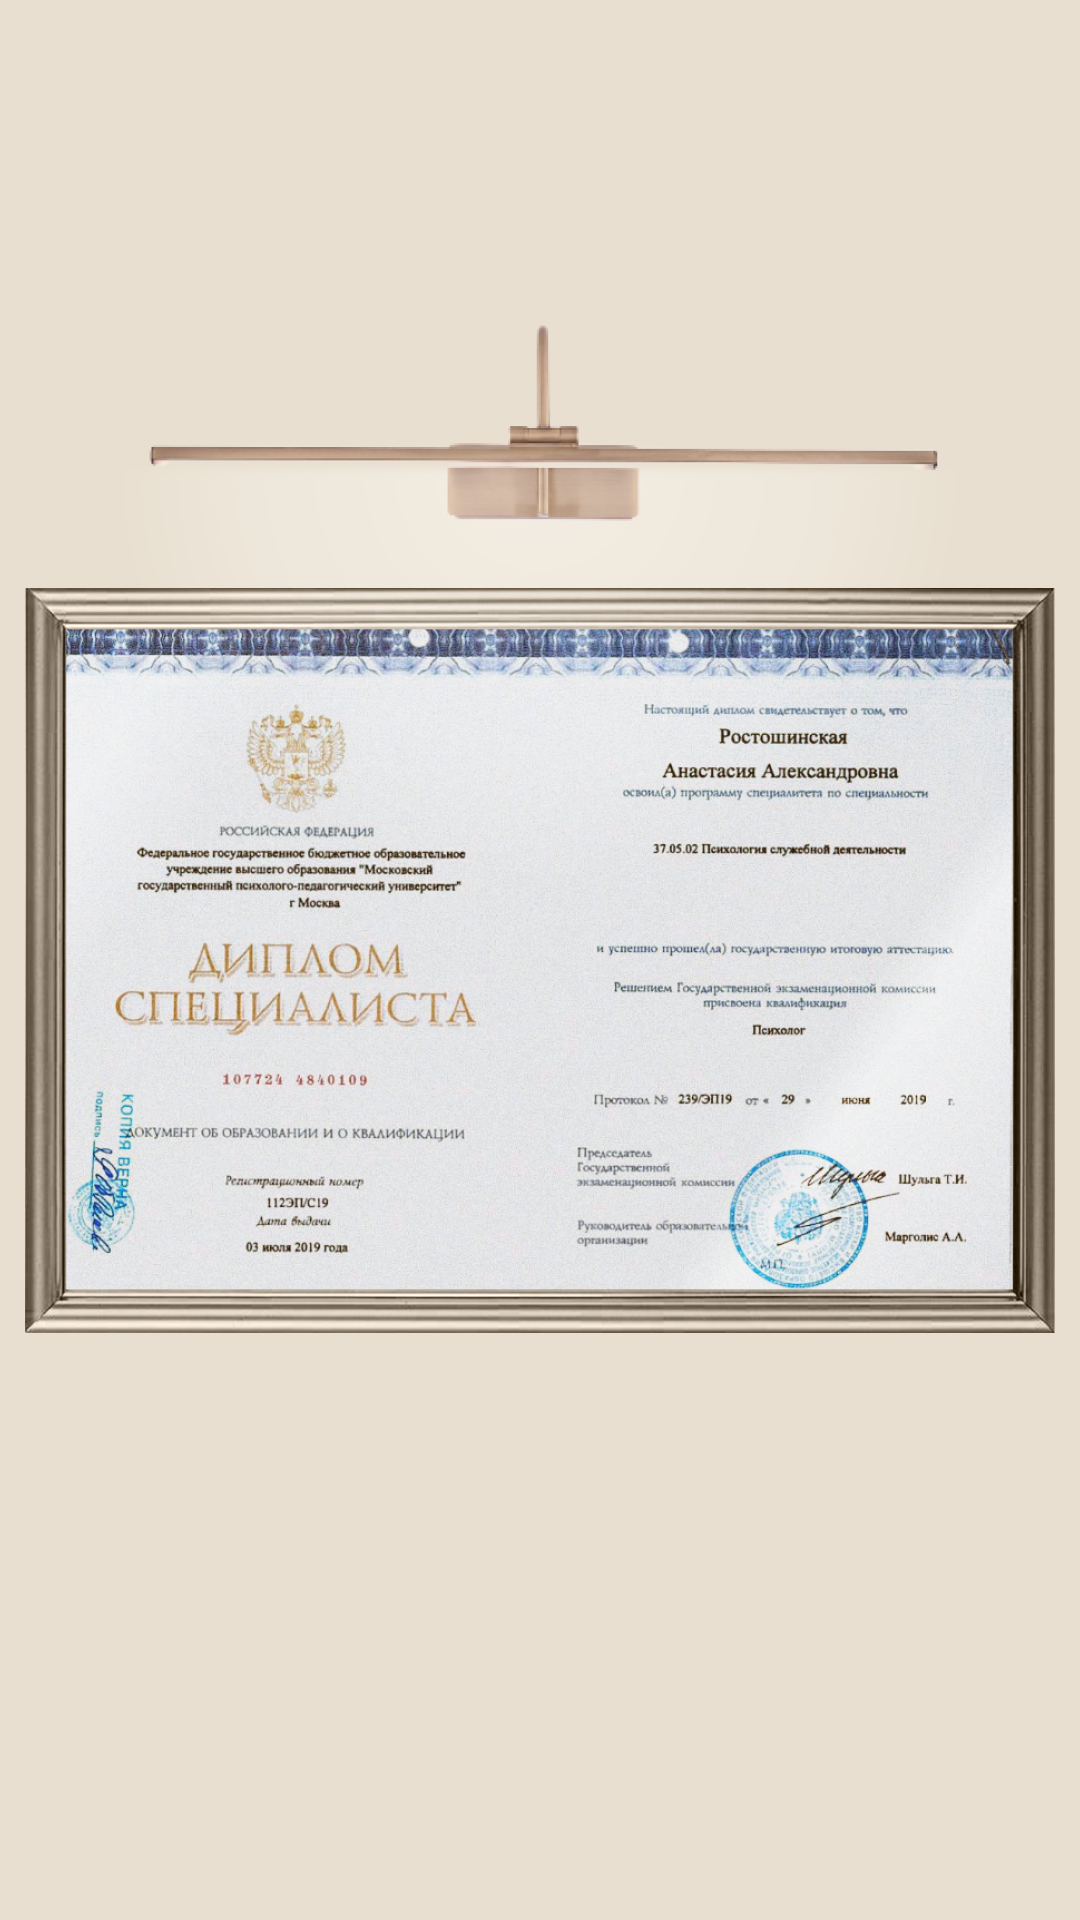 РОССИЙСКАЯ ФЕДЕРАЦИЯ
Федеральное государственное бюджетное образовательное
учреждение высшего образования "Московский
государственный психолого-педагогический университет"
г Москва
ДИПЛОМ
СПЕЦИАЛИСТА
107724 4840109
ДОКУМЕНТ ОБ ОБРАЗОВАНИИ И О КВАЛИФИКАЦИИ
Регистрационный номер
112ЭП/С19
Дата выдачи
03 июля 2019 года
КОПИЯ ВЕРНА
подпись
Настоящий диплом свидетельствует о том, что
Ростошинская
Анастасия Александровна
освоил(а) программу специалитета по специальности
37.05.02 Психология служебной деятельности
и успешно прошел(ла) государственную итоговую аттестацию.
Решением Государственной экзаменационной комиссии
присвоена квалификация
Психолог
Протокол № 239/ЭП19 от « 29 » июня 2019 г.
Председатель
Государственной
экзаменационной комиссии Шульга Т.И.
Руководитель образовательной
организации Марголис А.А.
М.П.